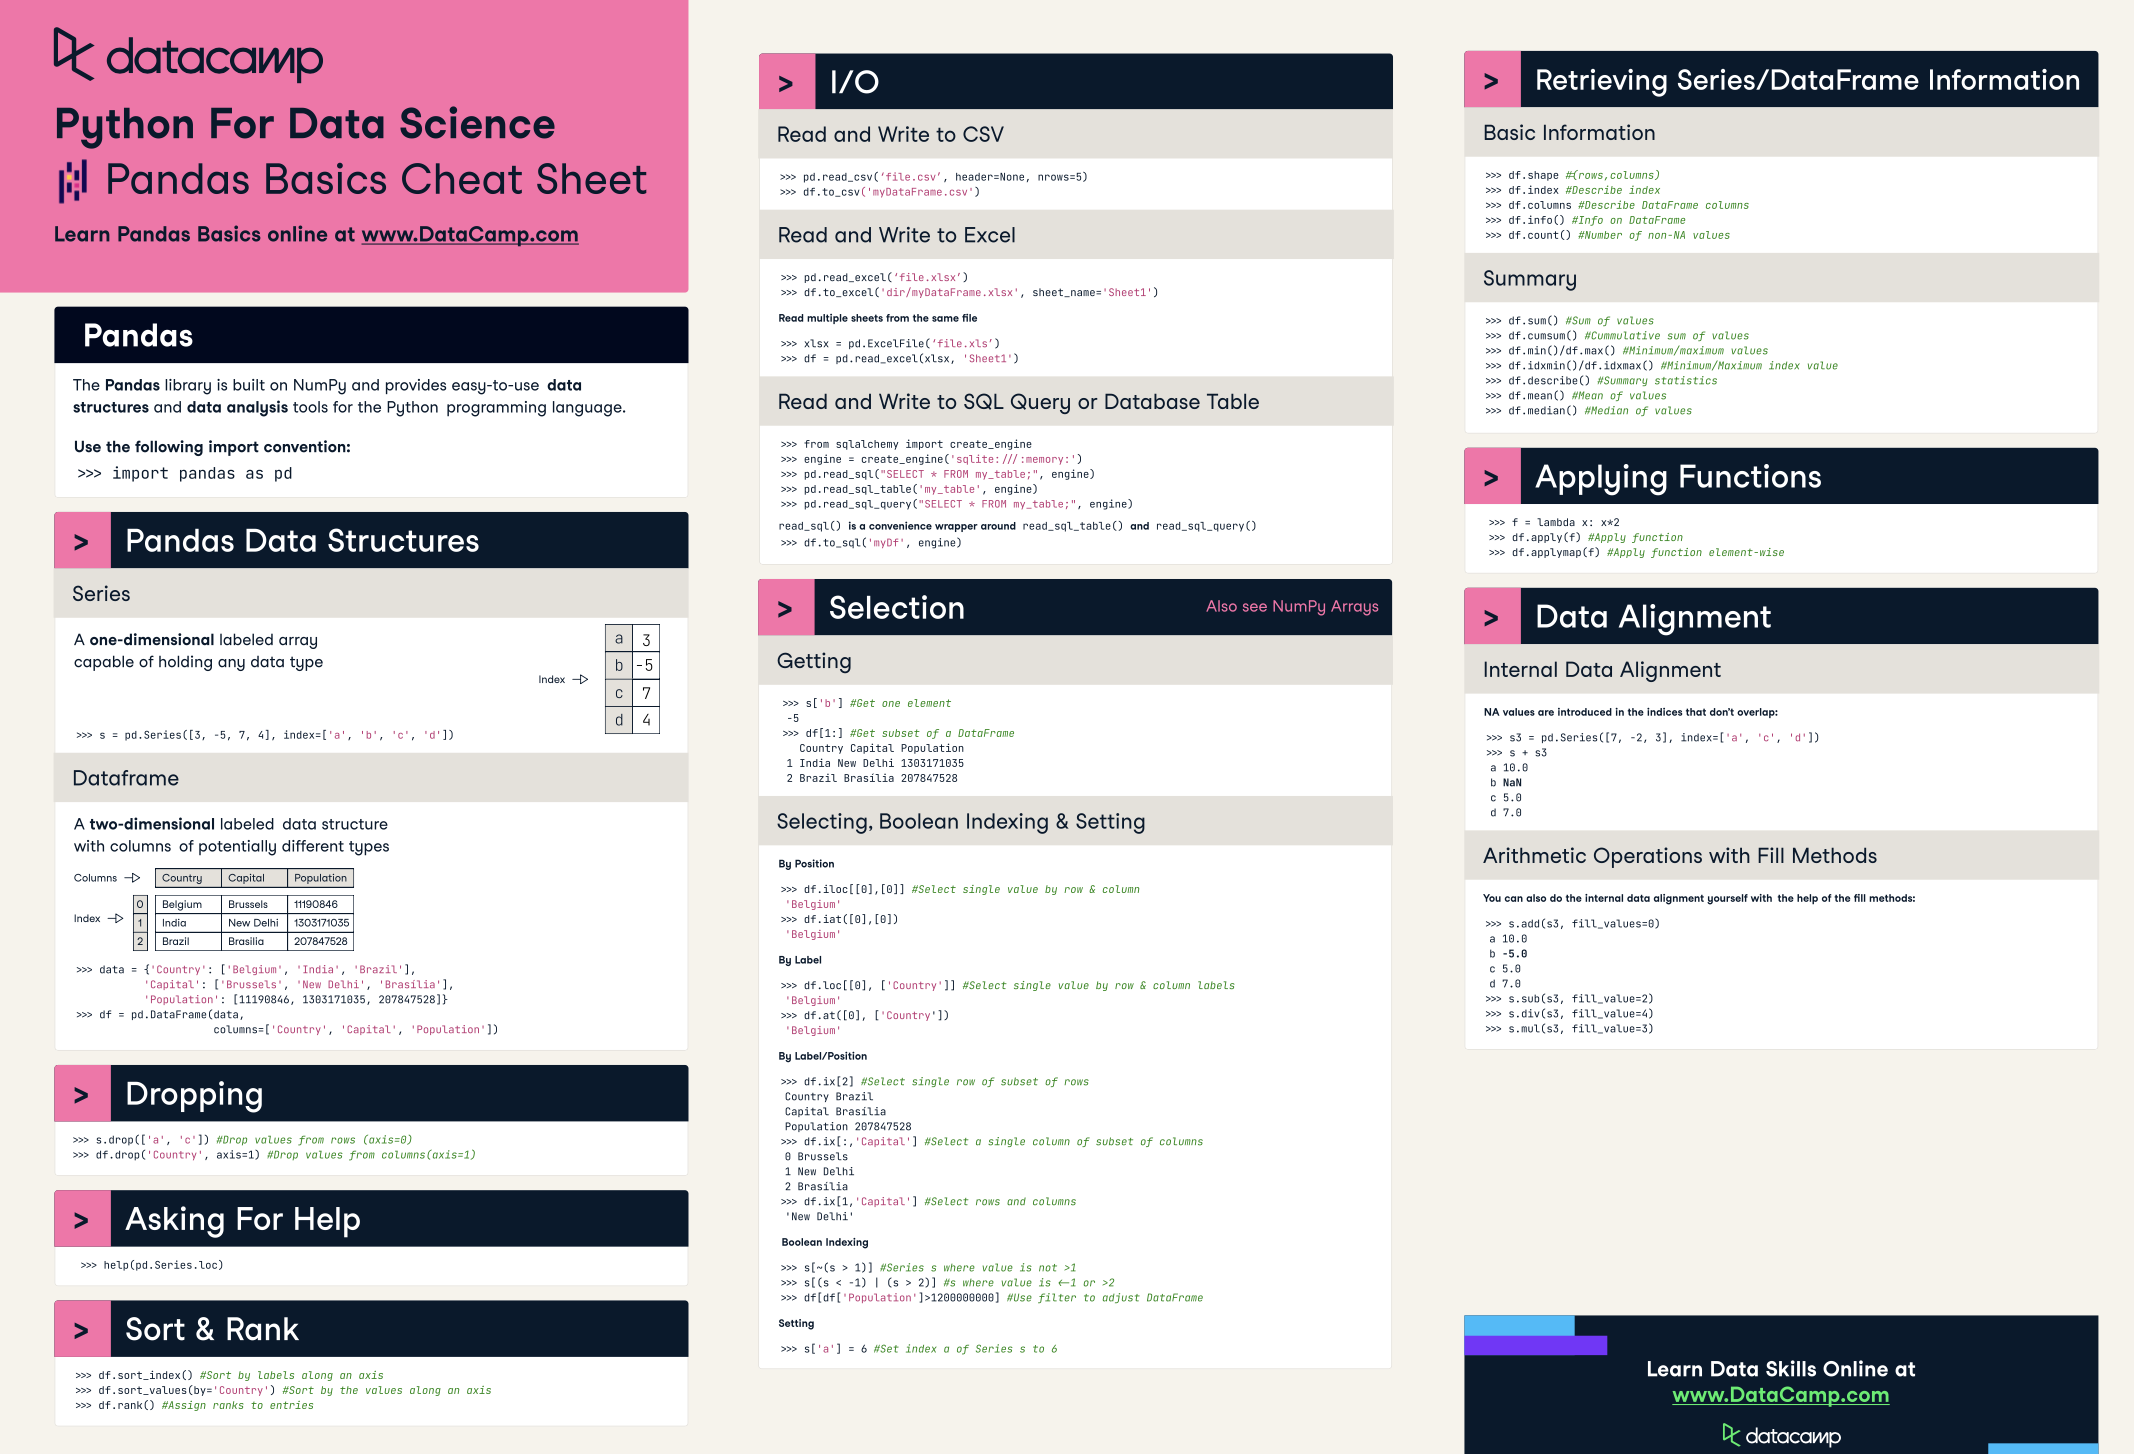 datacamp
Python For Data Science
Pandas Basics Cheat Sheet
Learn Pandas Basics online at www.DataCamp.com
Pandas
The Pandas library is built on NumPy and provides easy-to-use data
structures and data analysis tools for the Python programming language.
Use the following import convention:
>>> import pandas as pd
> Pandas Data Structures
Series
A one-dimensional labeled array
capable of holding any data type
Index
a 3
b -5
c 7
d 4
>>> s = pd.Series([3, -5, 7, 4], index=['a', 'b', 'c', 'd'])
Dataframe
A two-dimensional labeled data structure
with columns of potentially different types
Columns Country Capital Population
Index
0 Belgium Brussels 11190846
1 India New Delhi 1303171035
2 Brazil Brasilia 207847528
>>> data = {'Country': ['Belgium', 'India', 'Brazil'],
'Capital': ['Brussels', 'New Delhi', 'Brasília'],
'Population': [11190846, 1303171035, 207847528]}
>>> df = pd.DataFrame(data,
columns=['Country', 'Capital', 'Population'])
> Dropping
>>> s.drop(['a', 'c']) #Drop values from rows (axis=0)
>>> df.drop('Country', axis=1) #Drop values from columns(axis=1)
> Asking For Help
>>> help(pd.Series.loc)
> Sort & Rank
>>> df.sort_index() #Sort by labels along an axis
>>> df.sort_values(by='Country') #Sort by the values along an axis
>>> df.rank() #Assign ranks to entries
> I/O
Read and Write to CSV
>>> pd.read_csv(‘file.csv’, header=None, nrows=5)
>>> df.to_csv('myDataFrame.csv')
Read and Write to Excel
>>> pd.read_excel(‘file.xlsx’)
>>> df.to_excel('dir/myDataFrame.xlsx', sheet_name='Sheet1')
Read multiple sheets from the same file
>>> xlsx = pd.ExcelFile(‘file.xls’)
>>> df = pd.read_excel(xlsx, 'Sheet1')
Read and Write to SQL Query or Database Table
>>> from sqlalchemy import create_engine
>>> engine = create_engine('sqlite:///:memory:')
>>> pd.read_sql("SELECT * FROM my_table;", engine)
>>> pd.read_sql_table('my_table', engine)
>>> pd.read_sql_query("SELECT * FROM my_table;", engine)
read_sql() is a convenience wrapper around read_sql_table() and read_sql_query()
>>> df.to_sql('myDf', engine)
> Selection
Also see NumPy Arrays
Getting
>>> s['b'] #Get one element
-5
>>> df[1:] #Get subset of a DataFrame
Country Capital Population
1 India New Delhi 1303171035
2 Brazil Brasília 207847528
Selecting, Boolean Indexing & Setting
By Position
>>> df.iloc[[0],[0]] #Select single value by row & column
'Belgium'
>>> df.iat([0],[0])
'Belgium'
By Label
>>> df.loc[[0], ['Country']] #Select single value by row & column labels
'Belgium'
>>> df.at([0], ['Country'])
'Belgium'
By Label/Position
>>> df.ix[2] #Select single row of subset of rows
Country Brazil
Capital Brasília
Population 207847528
>>> df.ix[:,'Capital'] #Select a single column of subset of columns
0 Brussels
1 New Delhi
2 Brasília
>>> df.ix[1,'Capital'] #Select rows and columns
'New Delhi'
Boolean Indexing
>>> s[~(s > 1)] #Series s where value is not >1
>>> s[(s < -1) | (s > 2)] #s where value is <-1 or >2
>>> df[df['Population']>1200000000] #Use filter to adjust DataFrame
Setting
>>> s['a'] = 6 #Set index a of Series s to 6
> Retrieving Series/DataFrame Information
Basic Information
>>> df.shape #(rows,columns)
>>> df.index #Describe index
>>> df.columns #Describe DataFrame columns
>>> df.info() #Info on DataFrame
>>> df.count() #Number of non-NA values
Summary
>>> df.sum() #Sum of values
>>> df.cumsum() #Cummulative sum of values
>>> df.min()/df.max() #Minimum/maximum values
>>> df.idxmin()/df.idxmax() #Minimum/Maximum index value
>>> df.describe() #Summary statistics
>>> df.mean() #Mean of values
>>> df.median() #Median of values
> Applying Functions
>>> f = lambda x: x*2
>>> df.apply(f) #Apply function
>>> df.applymap(f) #Apply function element-wise
> Data Alignment
Internal Data Alignment
NA values are introduced in the indices that don't overlap:
>>> s3 = pd.Series([7, -2, 3], index=['a', 'c', 'd'])
>>> s + s3
a 10.0
b NaN
c 5.0
d 7.0
Arithmetic Operations with Fill Methods
You can also do the internal data alignment yourself with the help of the fill methods:
>>> s.add(s3, fill_values=0)
a 10.0
b -5.0
c 5.0
d 7.0
>>> s.sub(s3, fill_value=2)
>>> s.div(s3, fill_value=4)
>>> s.mul(s3, fill_value=3)
Learn Data Skills Online at
www.DataCamp.com
datacamp